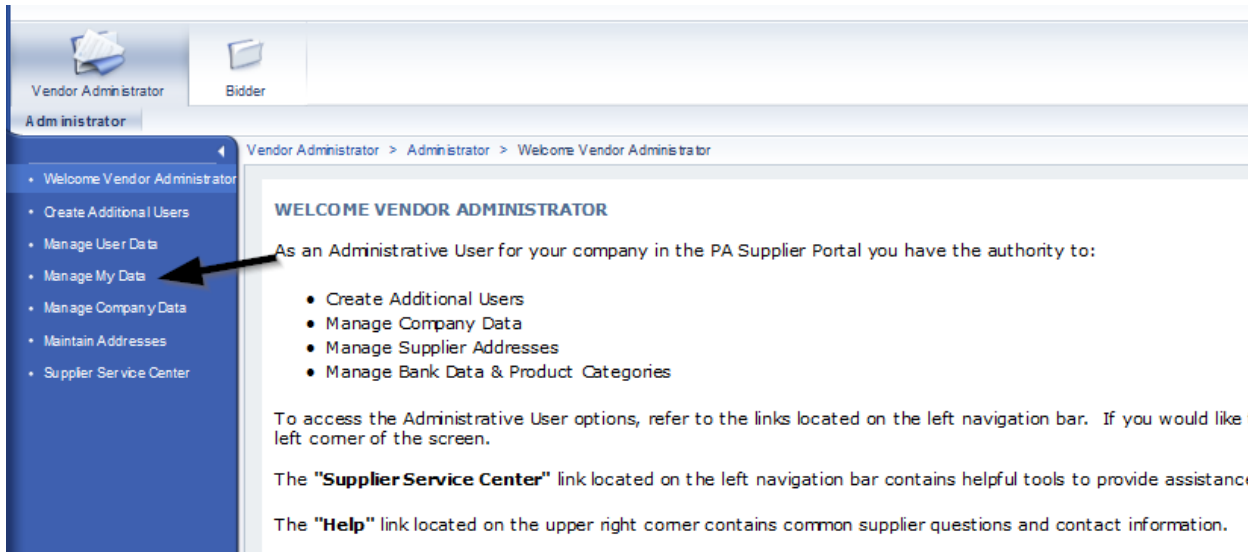 Vendor Administrator
Bidder
Administrator
Vendor Administrator > Administrator > Welcome Vendor Administrator
• Welcome Vendor Administrator
• Create Additional Users
• Manage User Data
• Manage My Data
• Manage Company Data
• Maintain Addresses
• Supplier Service Center
WELCOME VENDOR ADMINISTRATOR
As an Administrative User for your company in the PA Supplier Portal you have the authority to:
• Create Additional Users
• Manage Company Data
• Manage Supplier Addresses
• Manage Bank Data & Product Categories
To access the Administrative User options, refer to the links located on the left navigation bar. If you would like
left corner of the screen.
The "Supplier Service Center" link located on the left navigation bar contains helpful tools to provide assistance
The "Help" link located on the upper right corner contains common supplier questions and contact information.